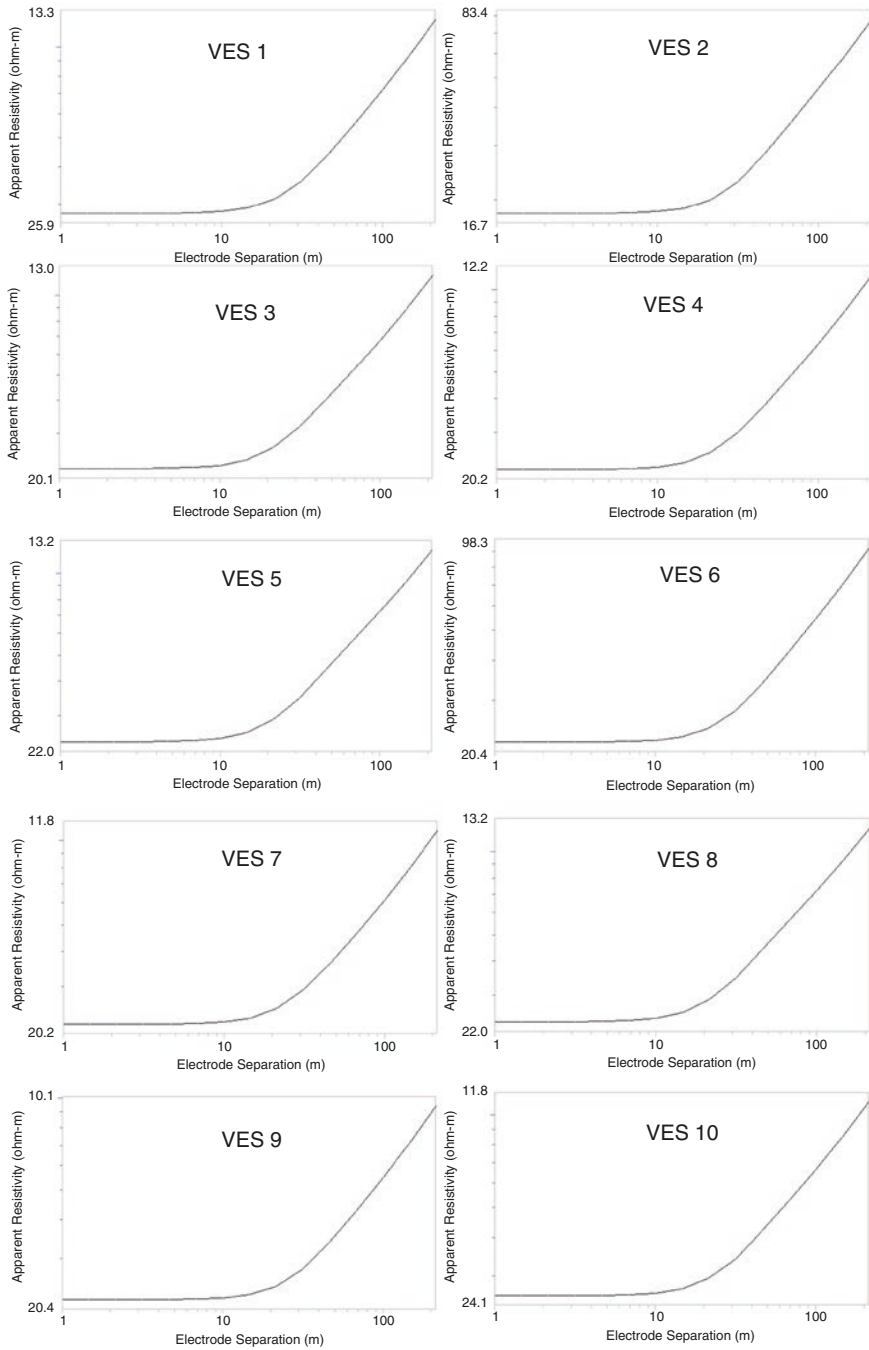 13.3
VES 1
Apparent Resistivity (ohm-m)
25.9
1
10
100
Electrode Separation (m)
83.4
VES 2
Apparent Resistivity (ohm-m)
16.7
1
10
100
Electrode Separation (m)
13.0
VES 3
Apparent Resistivity (ohm-m)
20.1
1
10
100
Electrode Separation (m)
12.2
VES 4
Apparent Resistivity (ohm-m)
20.2
1
10
100
Electrode Separation (m)
13.2
VES 5
Apparent Resistivity (ohm-m)
22.0
1
10
100
Electrode Separation (m)
98.3
VES 6
Apparent Resistivity (ohm-m)
20.4
1
10
100
Electrode Separation (m)
11.8
VES 7
Apparent Resistivity (ohm-m)
20.2
1
10
100
Electrode Separation (m)
13.2
VES 8
Apparent Resistivity (ohm-m)
22.0
1
10
100
Electrode Separation (m)
10.1
VES 9
Apparent Resistivity (ohm-m)
20.4
1
10
100
Electrode Separation (m)
11.8
VES 10
Apparent Resistivity (ohm-m)
24.1
1
10
100
Electrode Separation (m)